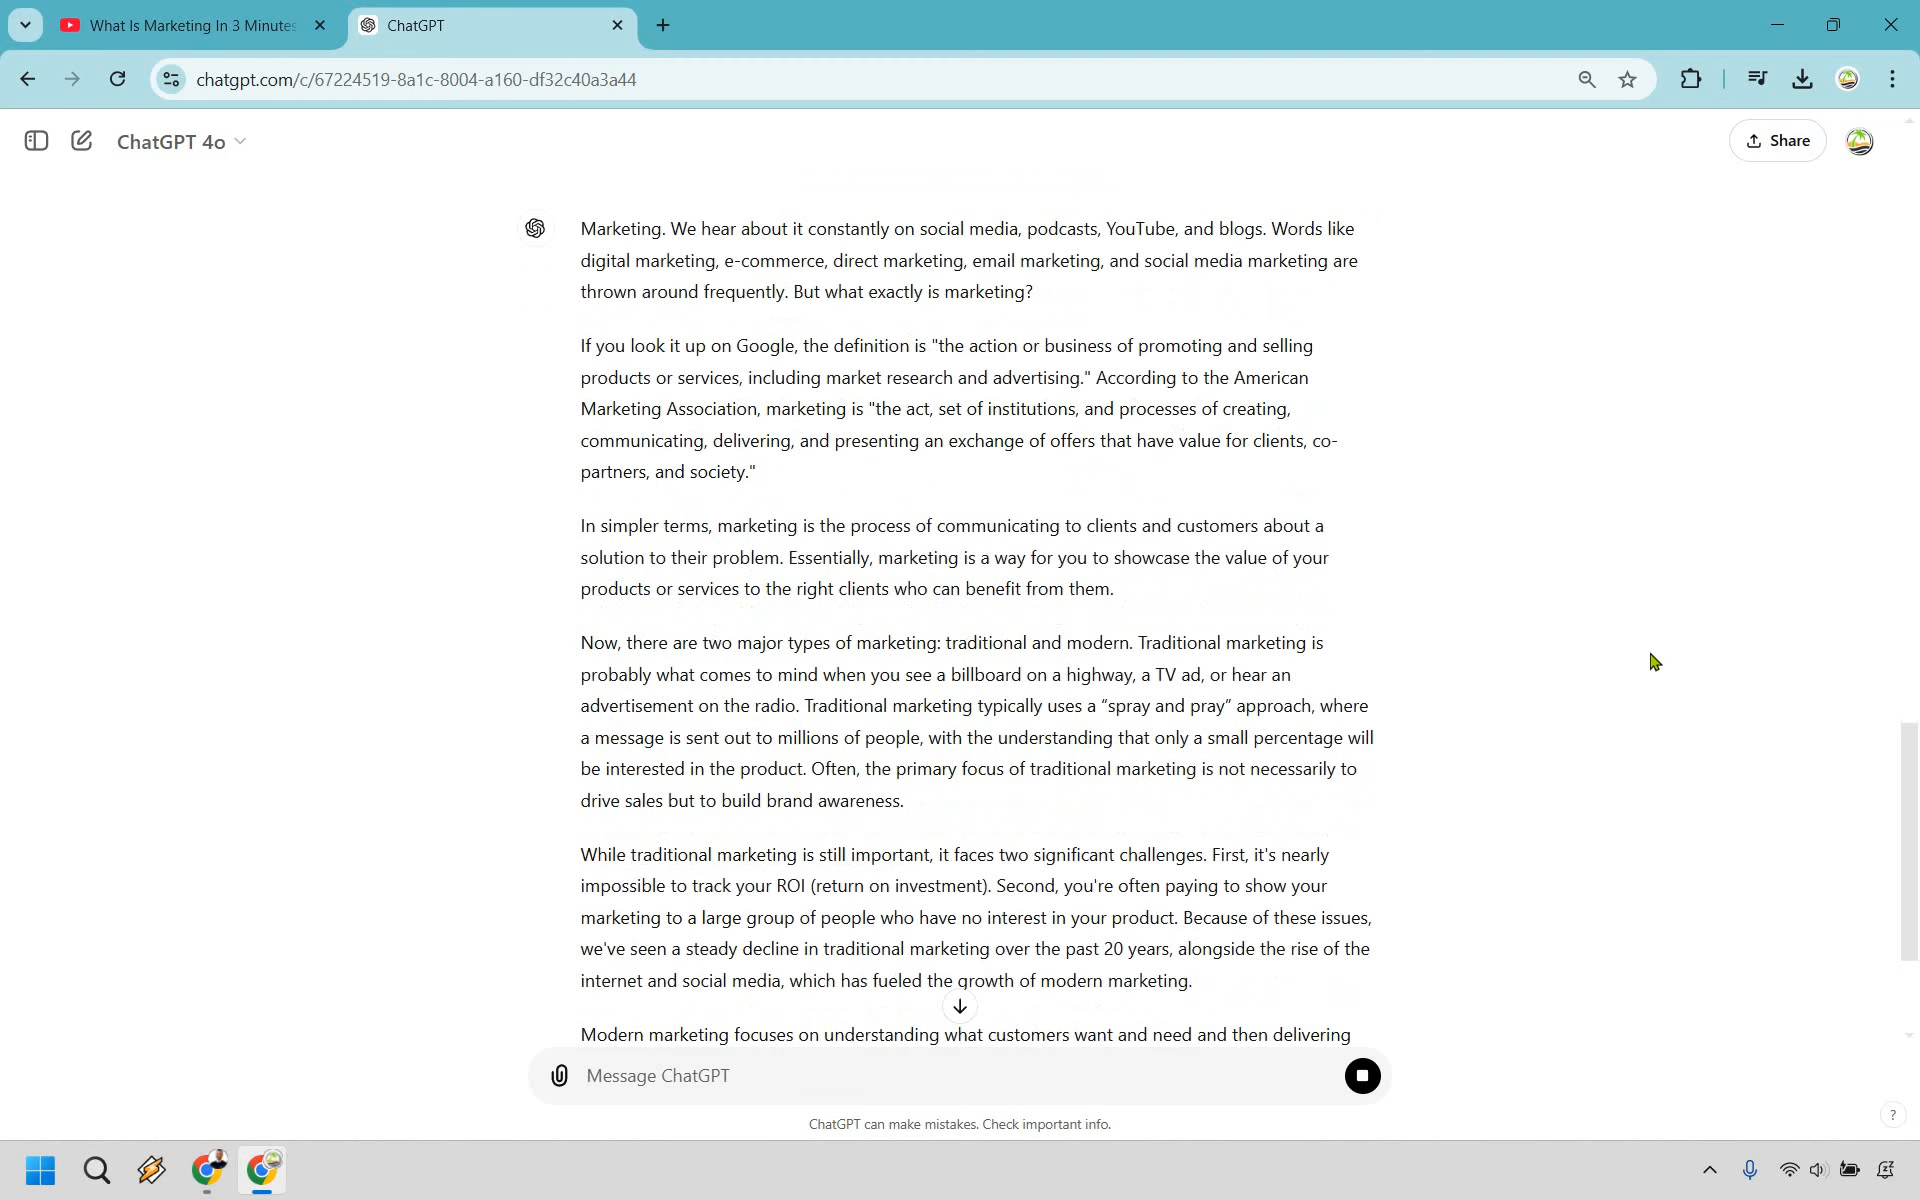 What Is Marketing In 3 Minutes
ChatGPT
chatgpt.com/c/67224519-8a1c-8004-a160-df32c40a3a44
ChatGPT 4o
Share
Marketing. We hear about it constantly on social media, podcasts, YouTube, and blogs. Words like
digital marketing, e-commerce, direct marketing, email marketing, and social media marketing are
thrown around frequently. But what exactly is marketing?
If you look it up on Google, the definition is "the action or business of promoting and selling
products or services, including market research and advertising." According to the American
Marketing Association, marketing is "the act, set of institutions, and processes of creating,
communicating, delivering, and presenting an exchange of offers that have value for clients, co-
partners, and society."
In simpler terms, marketing is the process of communicating to clients and customers about a
solution to their problem. Essentially, marketing is a way for you to showcase the value of your
products or services to the right clients who can benefit from them.
Now, there are two major types of marketing: traditional and modern. Traditional marketing is
probably what comes to mind when you see a billboard on a highway, a TV ad, or hear an
advertisement on the radio. Traditional marketing typically uses a “spray and pray” approach, where
a message is sent out to millions of people, with the understanding that only a small percentage will
be interested in the product. Often, the primary focus of traditional marketing is not necessarily to
drive sales but to build brand awareness.
While traditional marketing is still important, it faces two significant challenges. First, it's nearly
impossible to track your ROI (return on investment). Second, you're often paying to show your
marketing to a large group of people who have no interest in your product. Because of these issues,
we've seen a steady decline in traditional marketing over the past 20 years, alongside the rise of the
internet and social media, which has fueled the growth of modern marketing.
Modern marketing focuses on understanding what customers want and need and then delivering
Message ChatGPT
ChatGPT can make mistakes. Check important info.
?